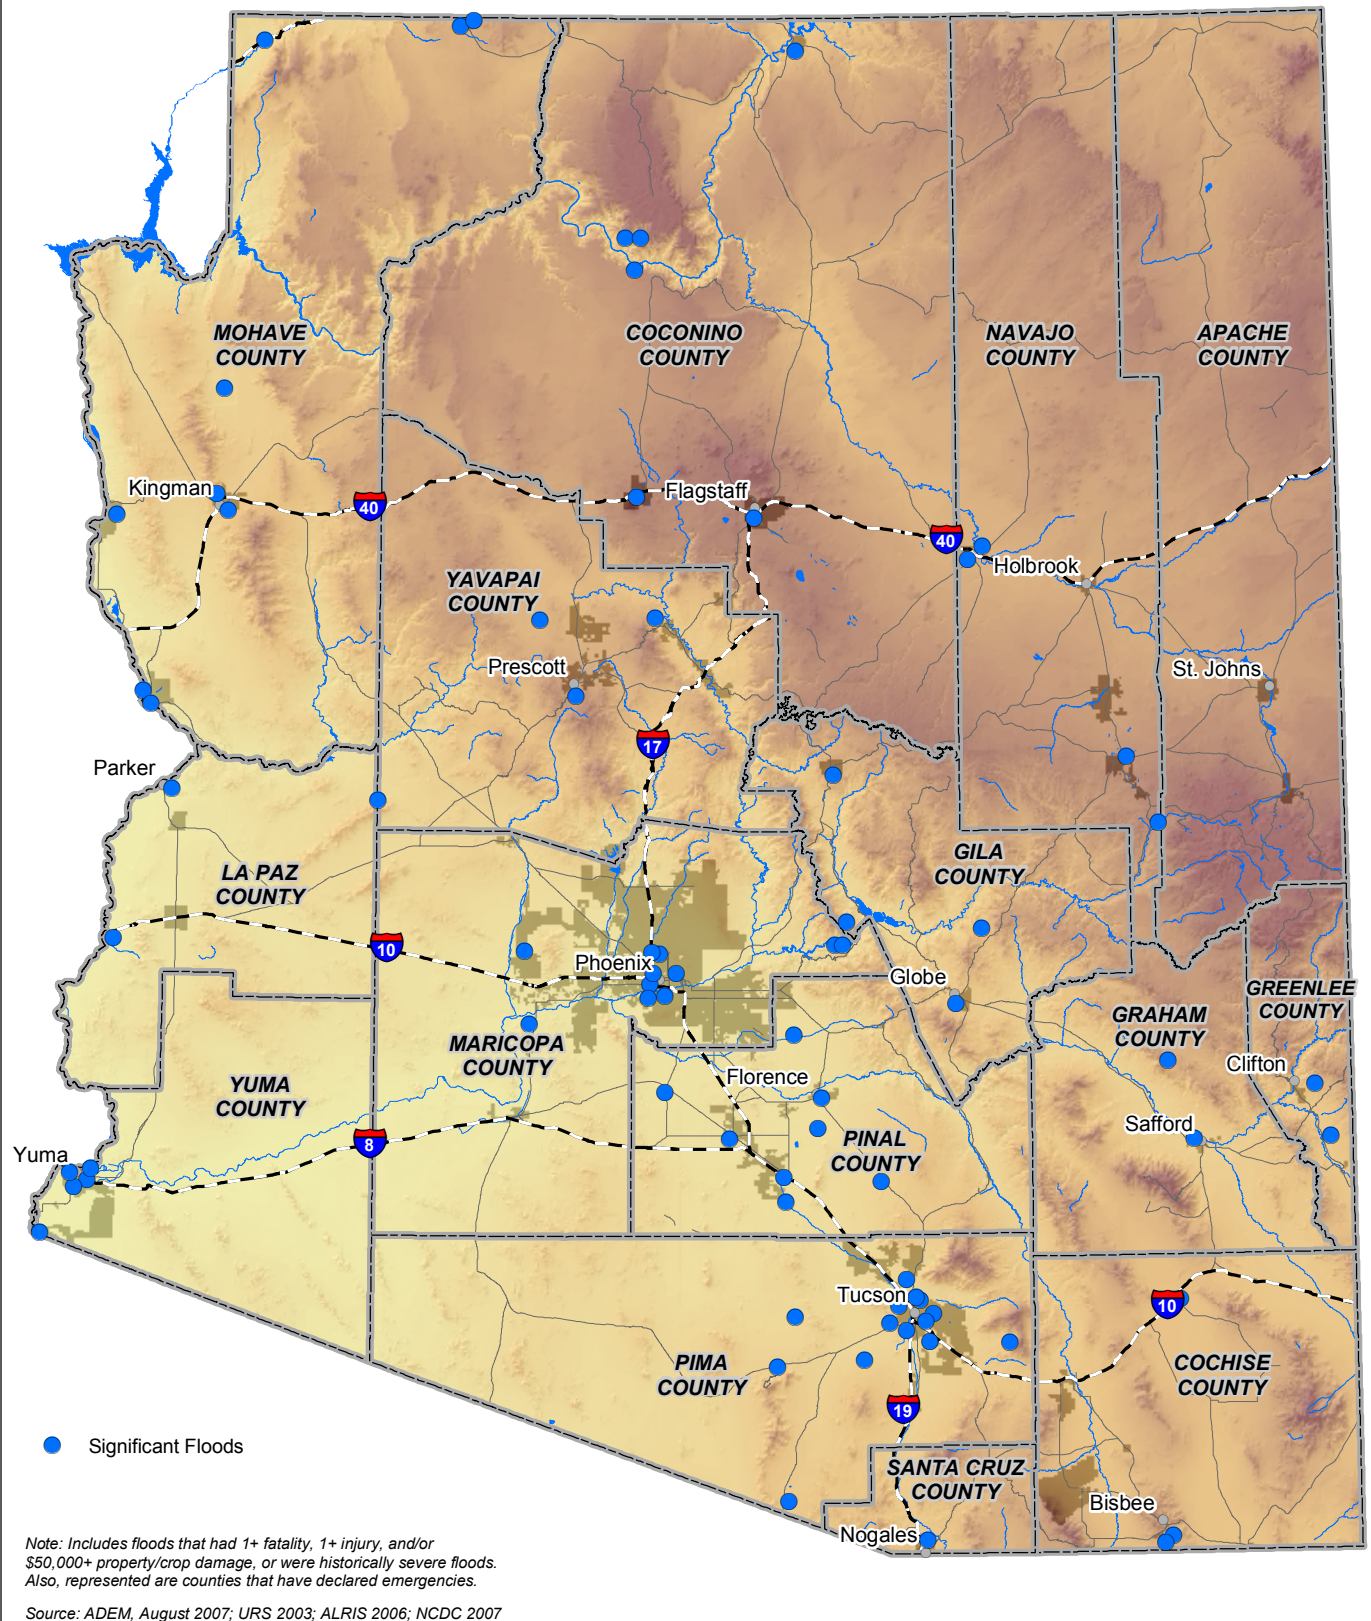 MOHAVE
COUNTY
COCONINO
COUNTY
NAVAJO
COUNTY
APACHE
COUNTY
Kingman
40
Flagstaff
40
Holbrook
YAVAPAI
COUNTY
Prescott
St. Johns
17
Parker
LA PAZ
COUNTY
GILA
COUNTY
10
Phoenix
Globe
GREENLEE
COUNTY
GRAHAM
COUNTY
MARICOPA
COUNTY
Clifton
YUMA
COUNTY
Florence
Safford
8
PINAL
COUNTY
Yuma
Tucson
10
PIMA
COUNTY
COCHISE
COUNTY
19
Significant Floods
SANTA CRUZ
COUNTY
Bisbee
Nogales
Note: Includes floods that had 1+ fatality, 1+ injury, and/or
$50,000+ property/crop damage, or were historically severe floods.
Also, represented are counties that have declared emergencies.
Source: ADEM, August 2007; URS 2003; ALRIS 2006; NCDC 2007